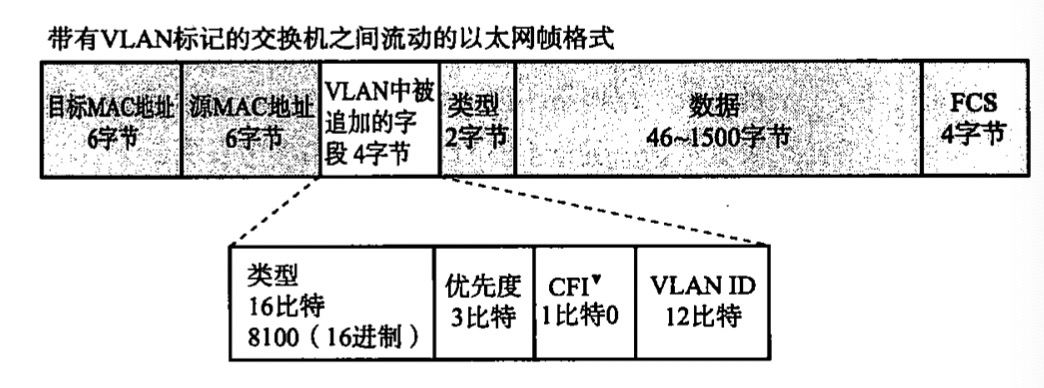 带有VLAN标记的交换机之间流动的以太网帧格式
目标MAC地址
6字节
源MAC地址
6字节
VLAN中被
追加的字
段 4字节
类型
2字节
数据
46~1500字节
FCS
4字节
类型
16比特
8100（16进制）
优先度
3比特
CFI▼
1比特0
VLAN ID
12比特